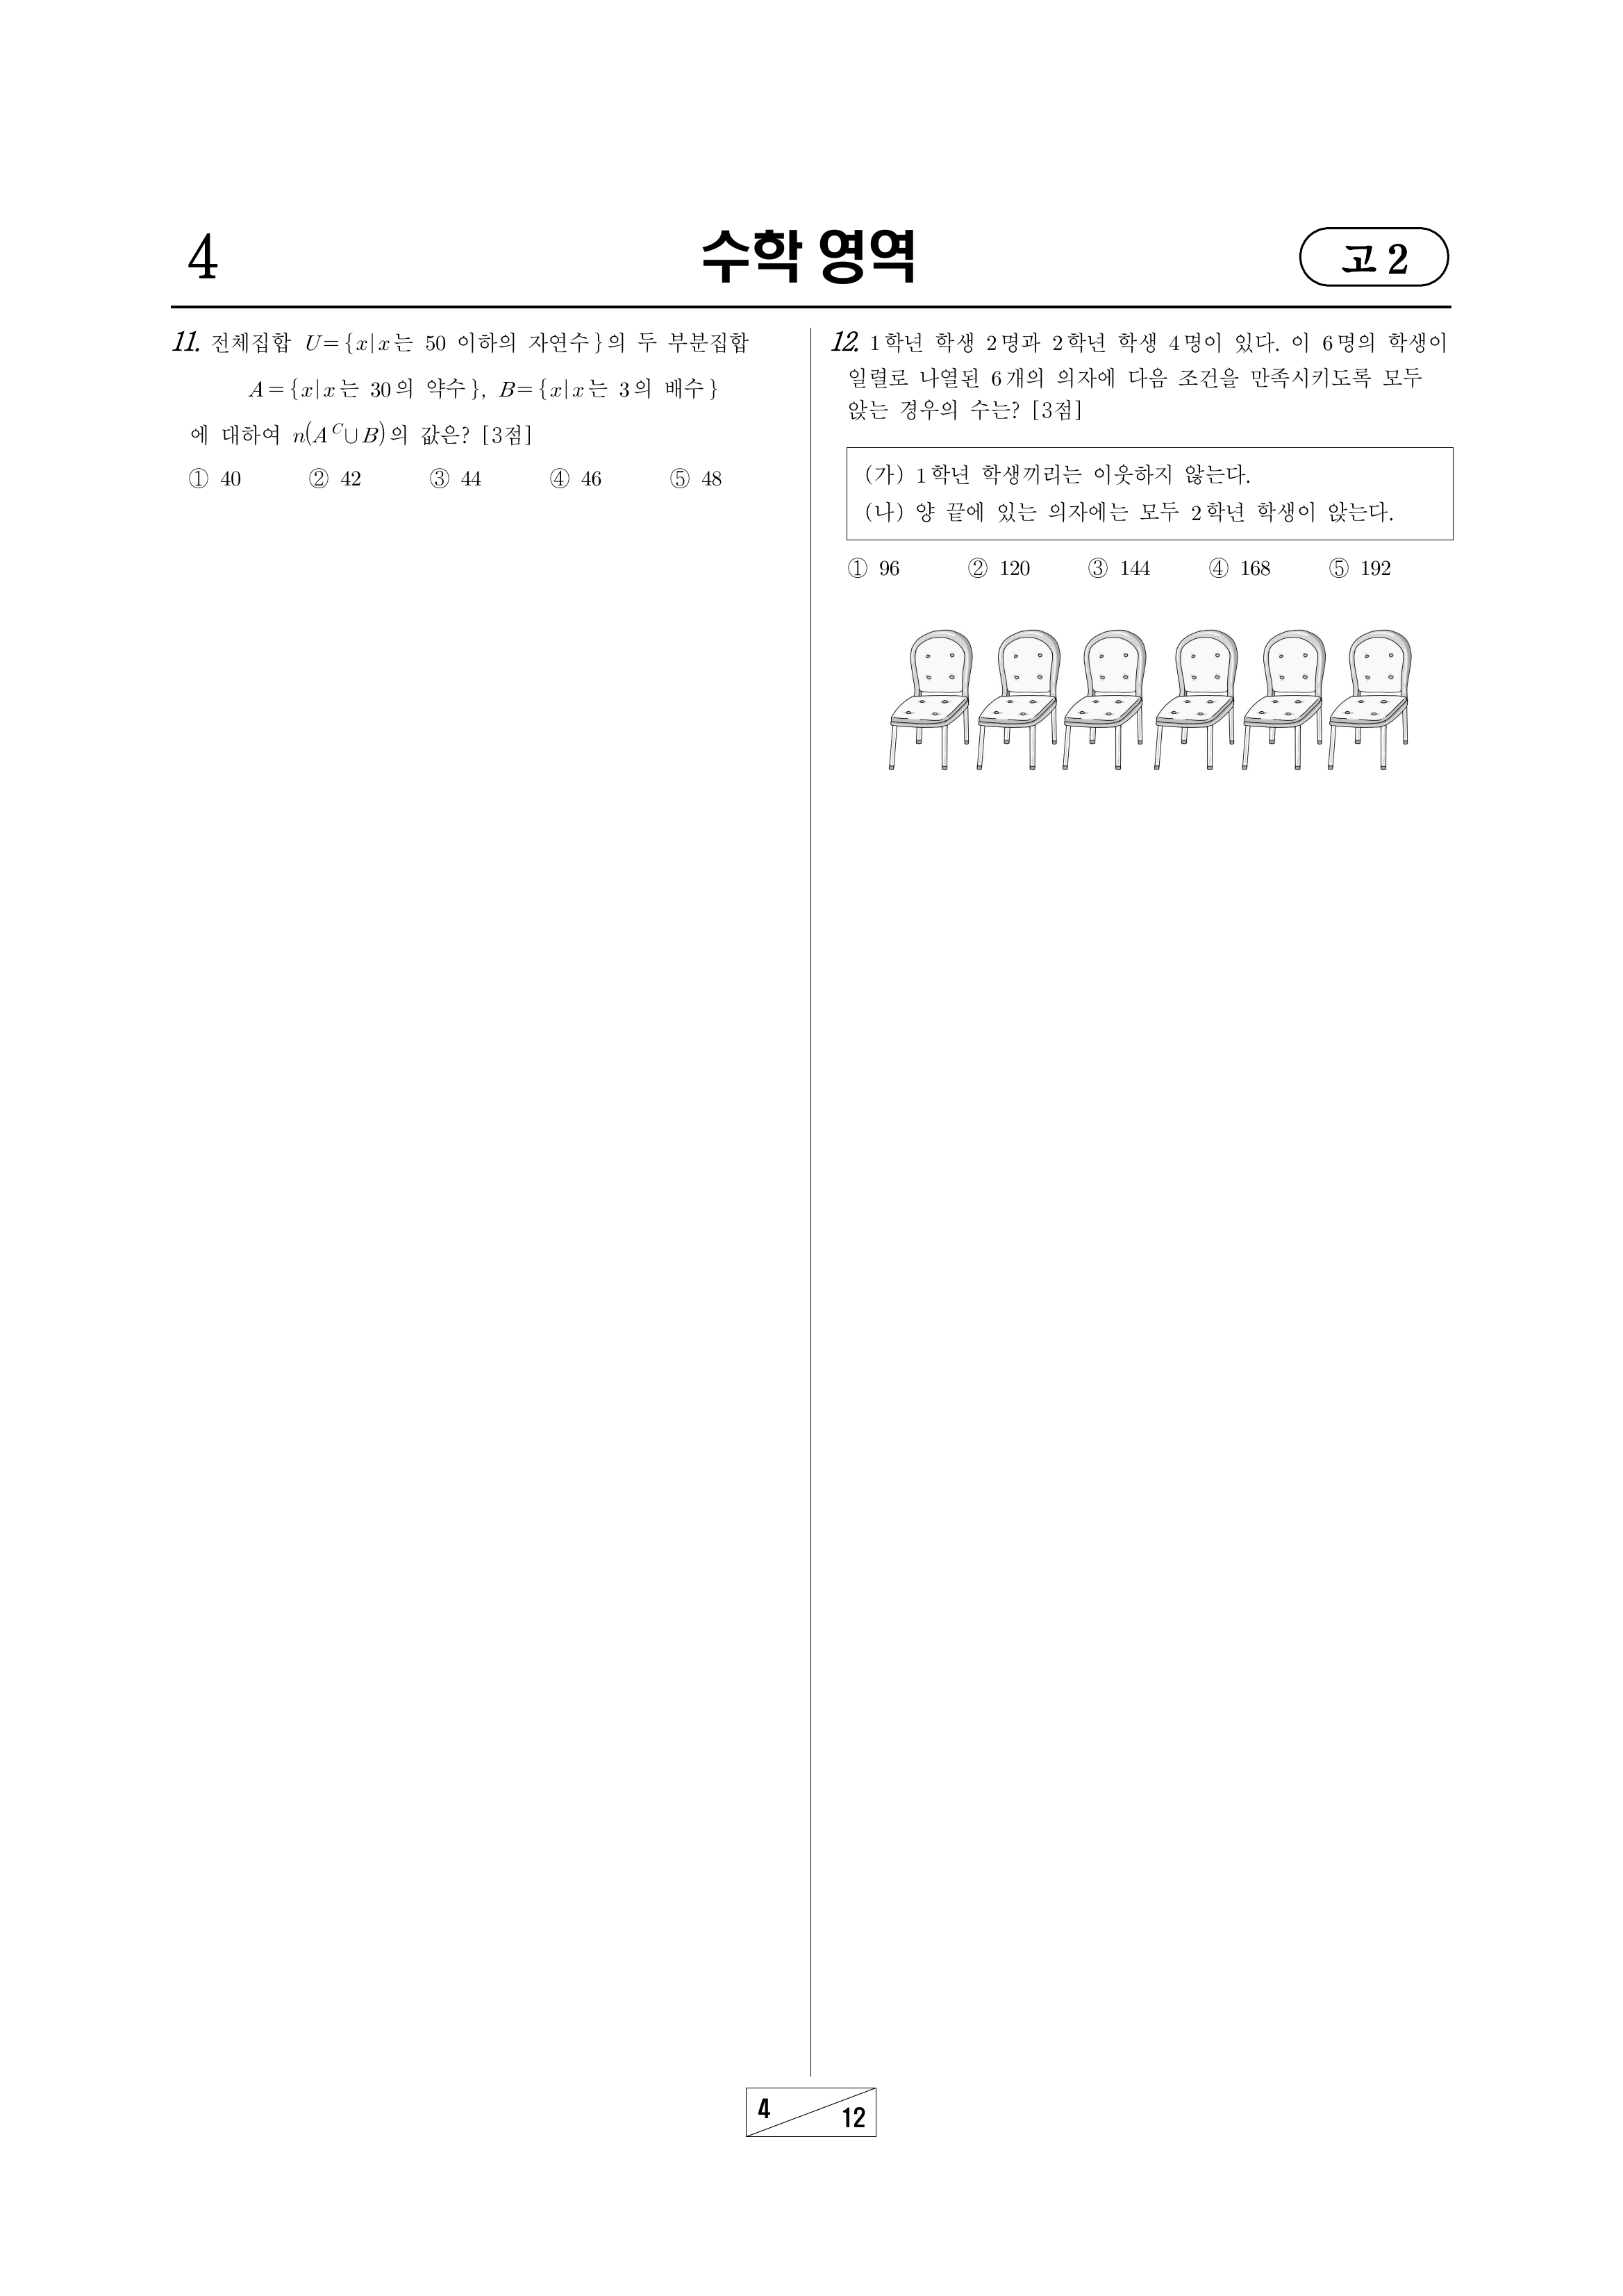 4
수학 영역
고 2
11. 전체집합 U={x|x는 50 이하의 자연수}의 두 부분집합
A={x|x는 30의 약수}, B={x|x는 3의 배수}
에 대하여 n(A^C∪B)의 값은? [3점]
① 40 ② 42 ③ 44 ④ 46 ⑤ 48
12. 1학년 학생 2명과 2학년 학생 4명이 있다. 이 6명의 학생이
일렬로 나열된 6개의 의자에 다음 조건을 만족시키도록 모두
앉는 경우의 수는? [3점]
(가) 1학년 학생끼리는 이웃하지 않는다.
(나) 양 끝에 있는 의자에는 모두 2학년 학생이 앉는다.
① 96 ② 120 ③ 144 ④ 168 ⑤ 192
4
12